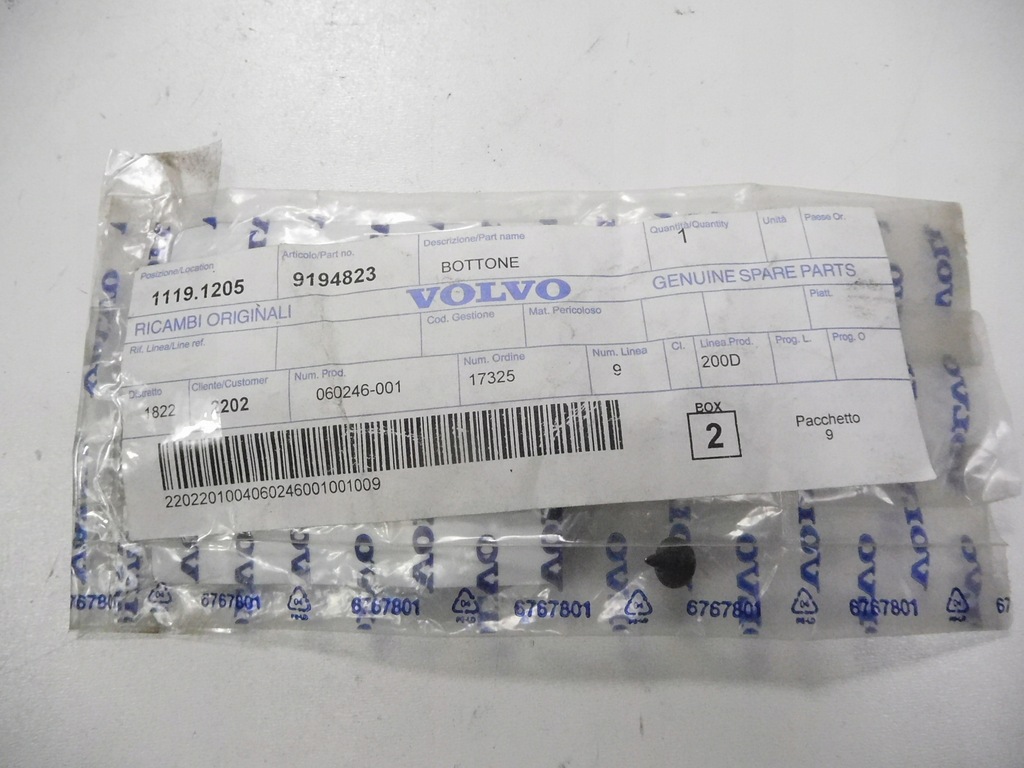 Posizione/Location Articolo/Part no. Descrizione/Part name Quantità/Quantity Unità Paese Or.
1119.1205 9194823 BOTTONE 1
RICAMBI ORIGINALI VOLVO GENUINE SPARE PARTS
Rif. Linea/Line ref. Cod. Gestione Mat. Pericoloso Piatt.
Cliente/Customer Num. Prod. Num. Ordine Num. Linea Cl. Linea Prod. Prog. L. Prog. O
1822 2202 060246-001 17325 9 200D
BOX
2
Pacchetto
9
2202201004060246001001009
6767801 6767801 6767801 6767801 6767801 6767801